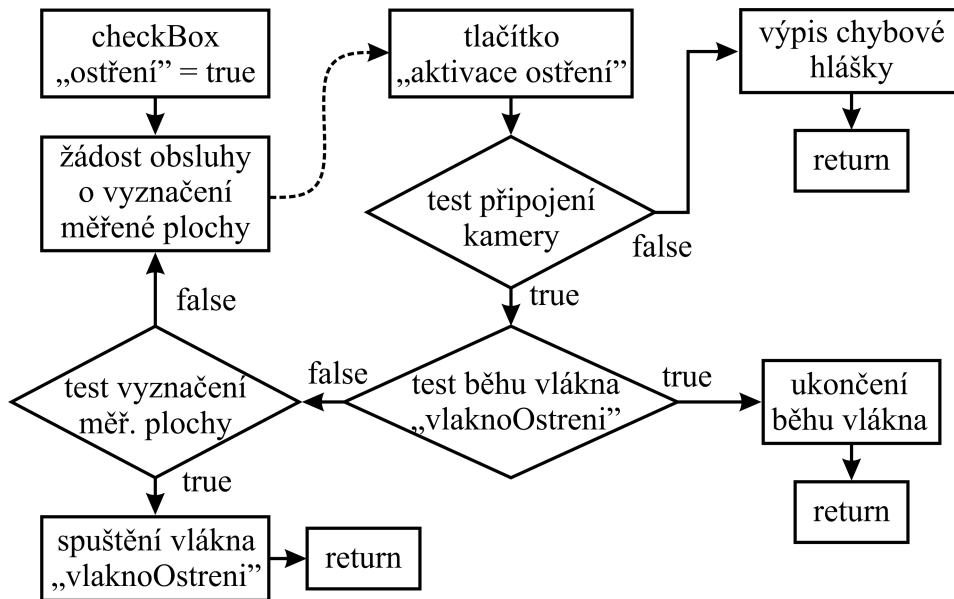 checkBox
„ostření” = true
tlačítko
„aktivace ostření”
výpis chybové
hlášky
return
žádost obsluhy
o vyznačení
měřené plochy
test připojení
kamery
false
true
false
test vyznačení
měř. plochy
false
test běhu vlákna
„vlaknoOstreni”
true
ukončení
běhu vlákna
return
true
spuštění vlákna
„vlaknoOstreni”
return